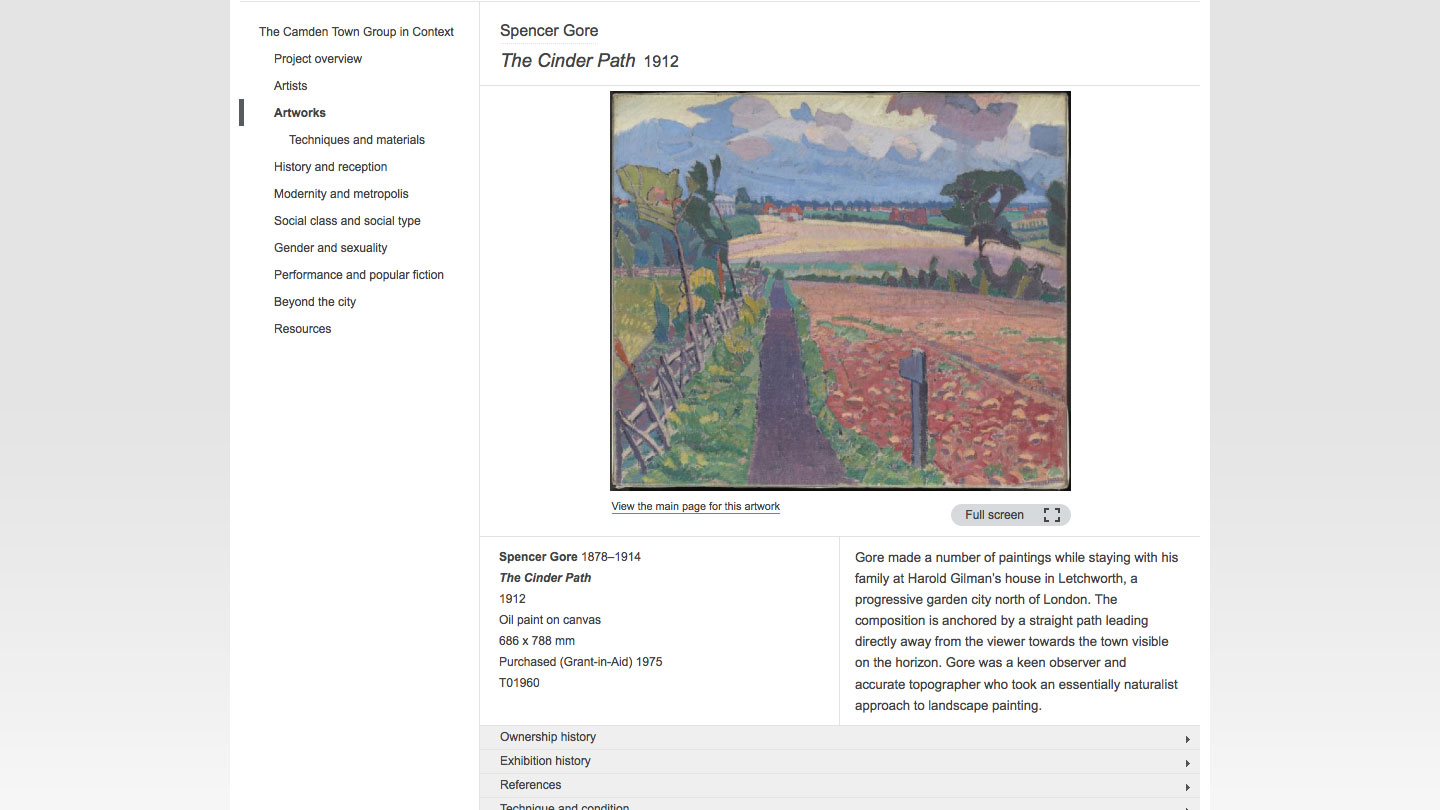 The Camden Town Group in Context
Project overview
Artists
Artworks
Techniques and materials
History and reception
Modernity and metropolis
Social class and social type
Gender and sexuality
Performance and popular fiction
Beyond the city
Resources
Spencer Gore
The Cinder Path 1912
View the main page for this artwork
Full screen
Spencer Gore 1878–1914
The Cinder Path
1912
Oil paint on canvas
686 x 788 mm
Purchased (Grant-in-Aid) 1975
T01960
Gore made a number of paintings while staying with his
family at Harold Gilman's house in Letchworth, a
progressive garden city north of London. The
composition is anchored by a straight path leading
directly away from the viewer towards the town visible
on the horizon. Gore was a keen observer and
accurate topographer who took an essentially naturalist
approach to landscape painting.
Ownership history
Exhibition history
References
Technique and condition